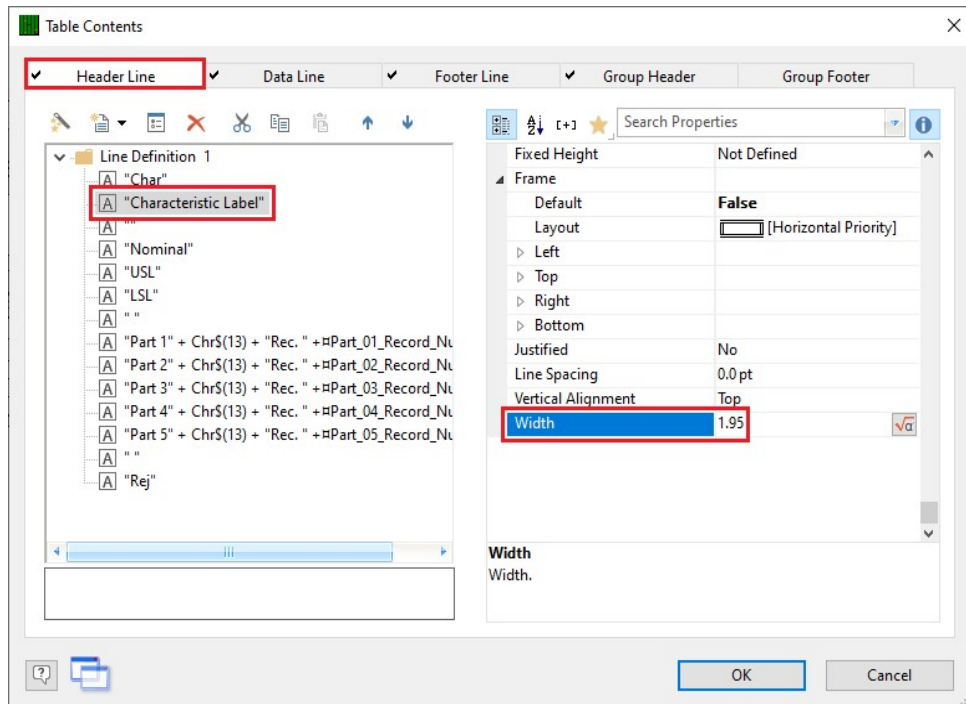 Table Contents
Header Line
Data Line
Footer Line
Group Header
Group Footer
Line Definition 1
"Char"
"Characteristic Label"
""
"Nominal"
"USL"
"LSL"
" "
"Part 1" + Chr$(13) + "Rec. " +¤Part_01_Record_Nu
"Part 2" + Chr$(13) + "Rec. " +¤Part_02_Record_Nu
"Part 3" + Chr$(13) + "Rec. " +¤Part_03_Record_Nu
"Part 4" + Chr$(13) + "Rec. " +¤Part_04_Record_Nu
"Part 5" + Chr$(13) + "Rec. " +¤Part_05_Record_Nu
" "
"Rej"
Search Properties
Fixed Height Not Defined
Frame
Default False
Layout [Horizontal Priority]
Left
Top
Right
Bottom
Justified No
Line Spacing 0.0 pt
Vertical Alignment Top
Width 1.95
Width
Width.
OK
Cancel